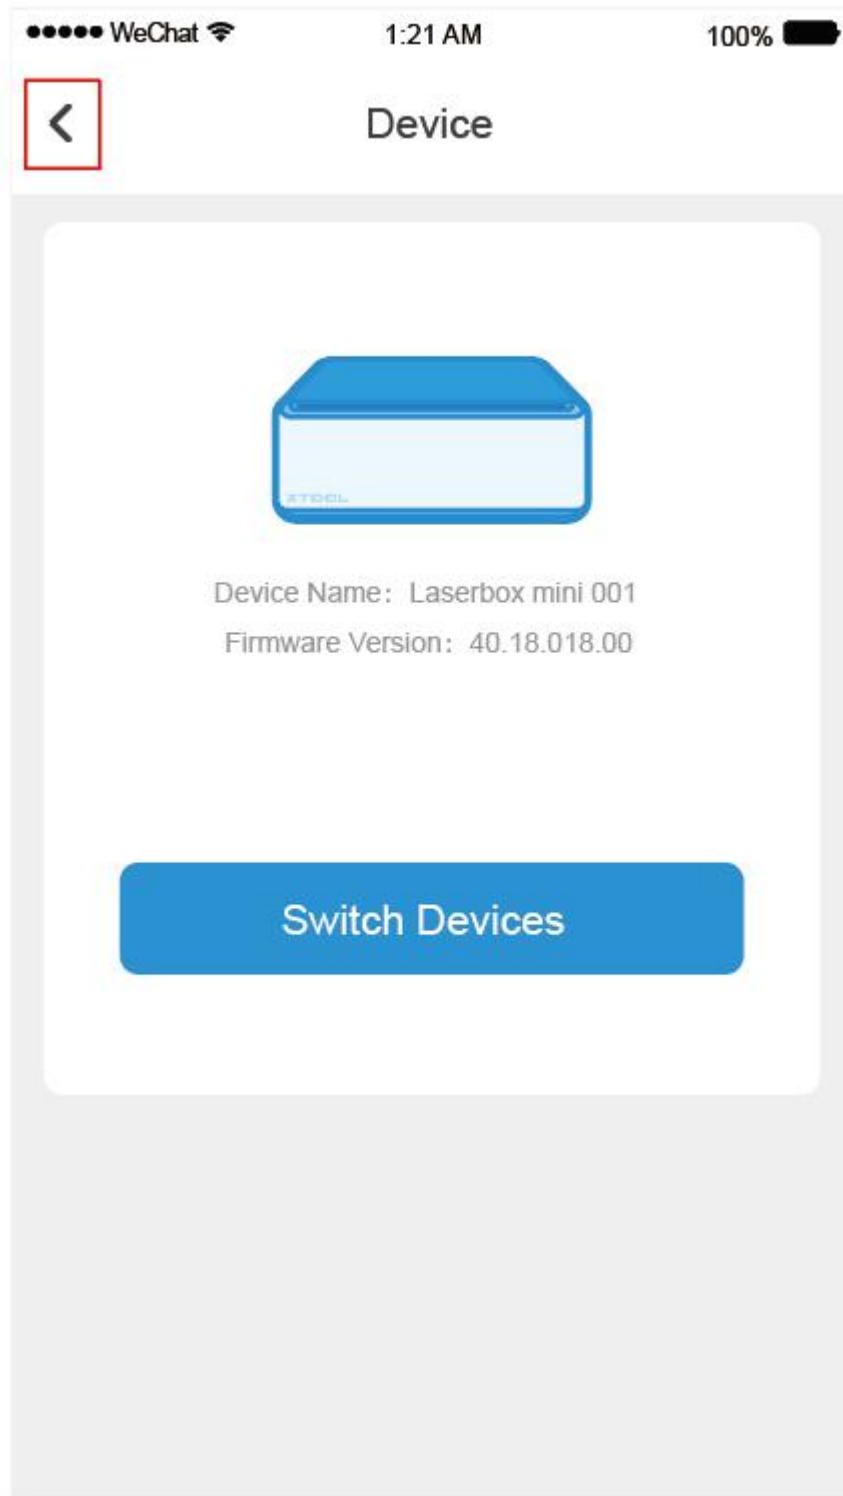 WeChat 1:21 AM 100%
Device
XTOOL
Device Name：Laserbox mini 001
Firmware Version：40.18.018.00
Switch Devices